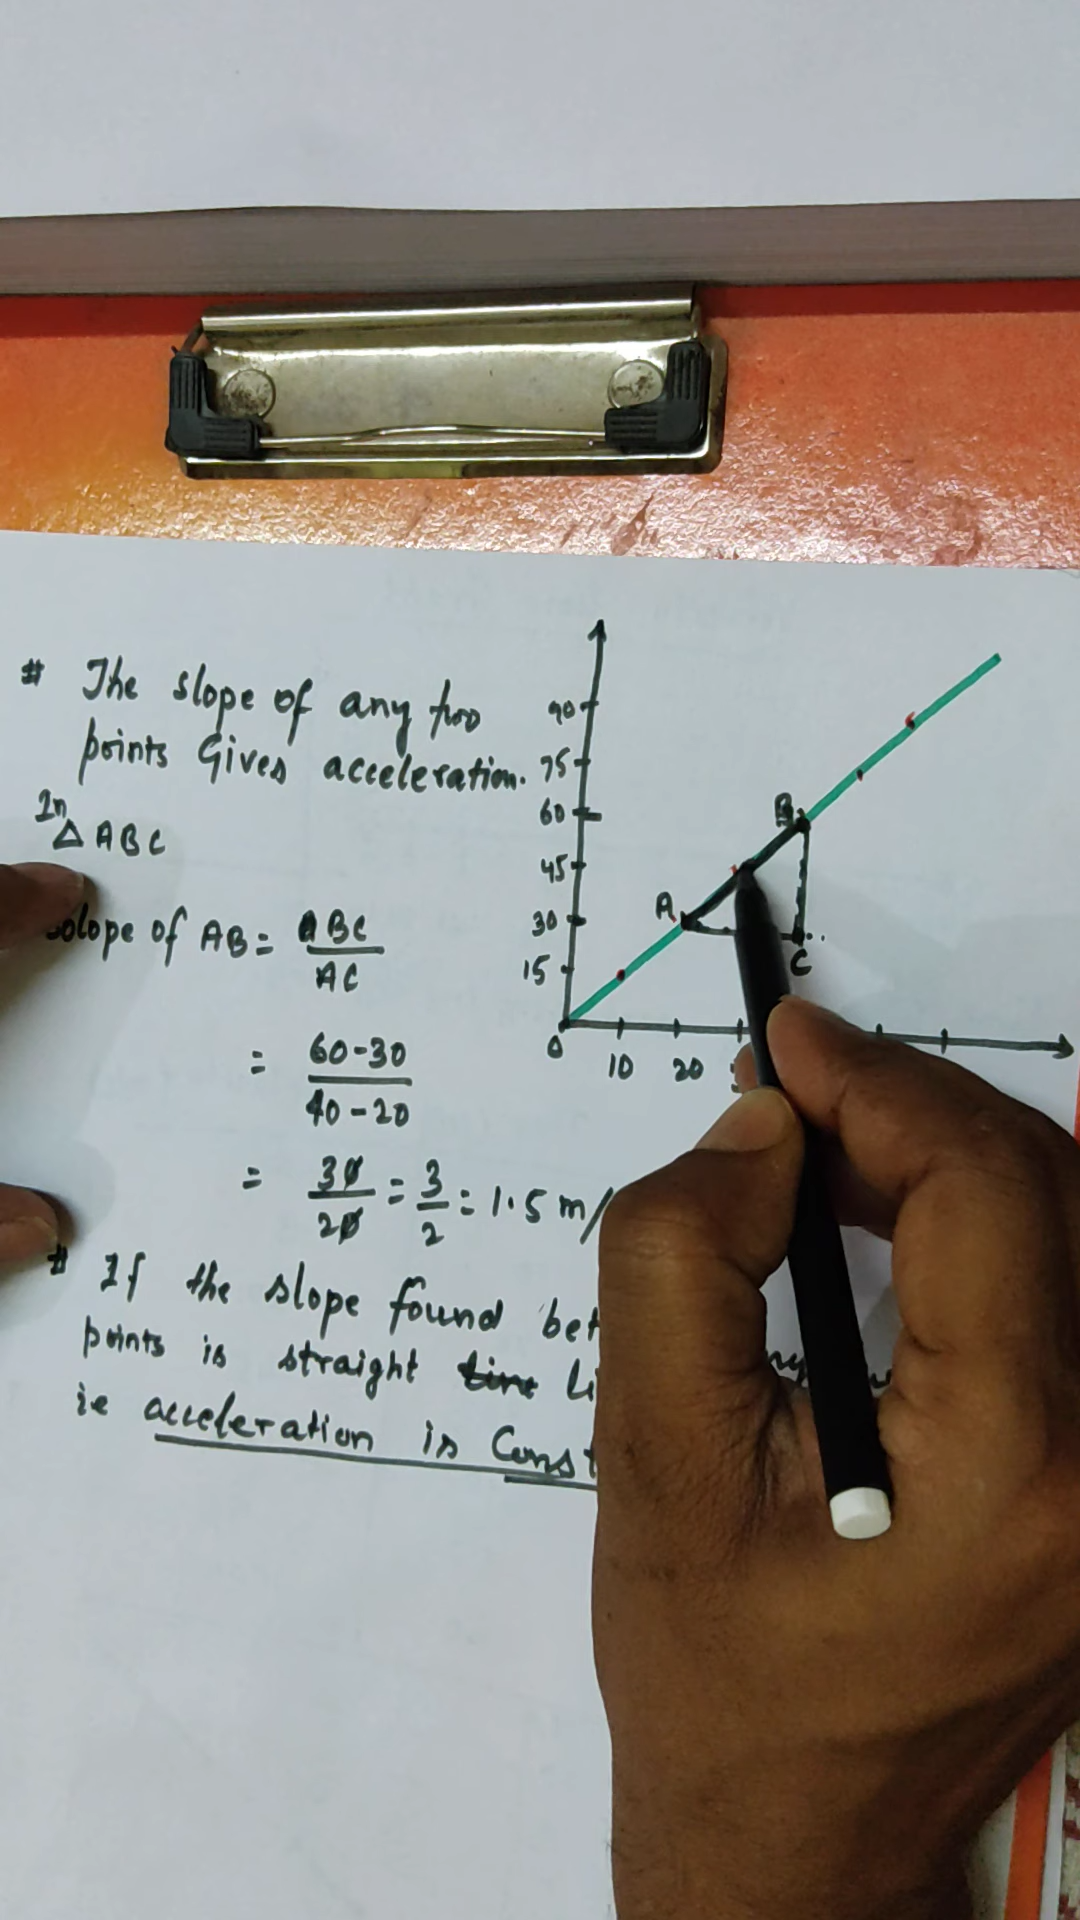 # The slope of any two
points Gives acceleration.
In
△ ABC
Slope of AB = BC
AC
= 60-30
40-20
= 30/20 = 3/2 = 1.5 m/
# If the slope found bet
points is straight Li
ie acceleration is Const
90
75
60
45
30
15
0
10 20
A
B
C